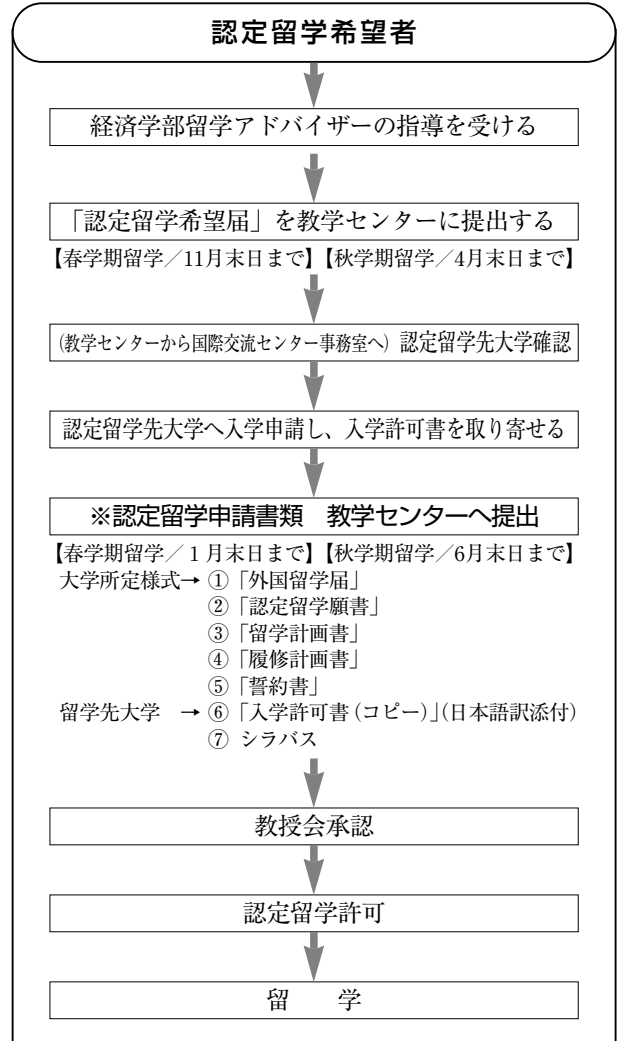 認定留学希望者
経済学部留学アドバイザーの指導を受ける
「認定留学希望届」を教学センターに提出する
【春学期留学／11月末日まで】【秋学期留学／4月末日まで】
(教学センターから国際交流センター事務室へ) 認定留学先大学確認
認定留学先大学へ入学申請し、入学許可書を取り寄せる
※認定留学申請書類　教学センターへ提出
【春学期留学／１月末日まで】【秋学期留学／6月末日まで】
大学所定様式→ ①「外国留学届」
②「認定留学願書」
③「留学計画書」
④「履修計画書」
⑤「誓約書」
留学先大学　→ ⑥「入学許可書（コピー）」（日本語訳添付）
⑦ シラバス
教授会承認
認定留学許可
留　　学